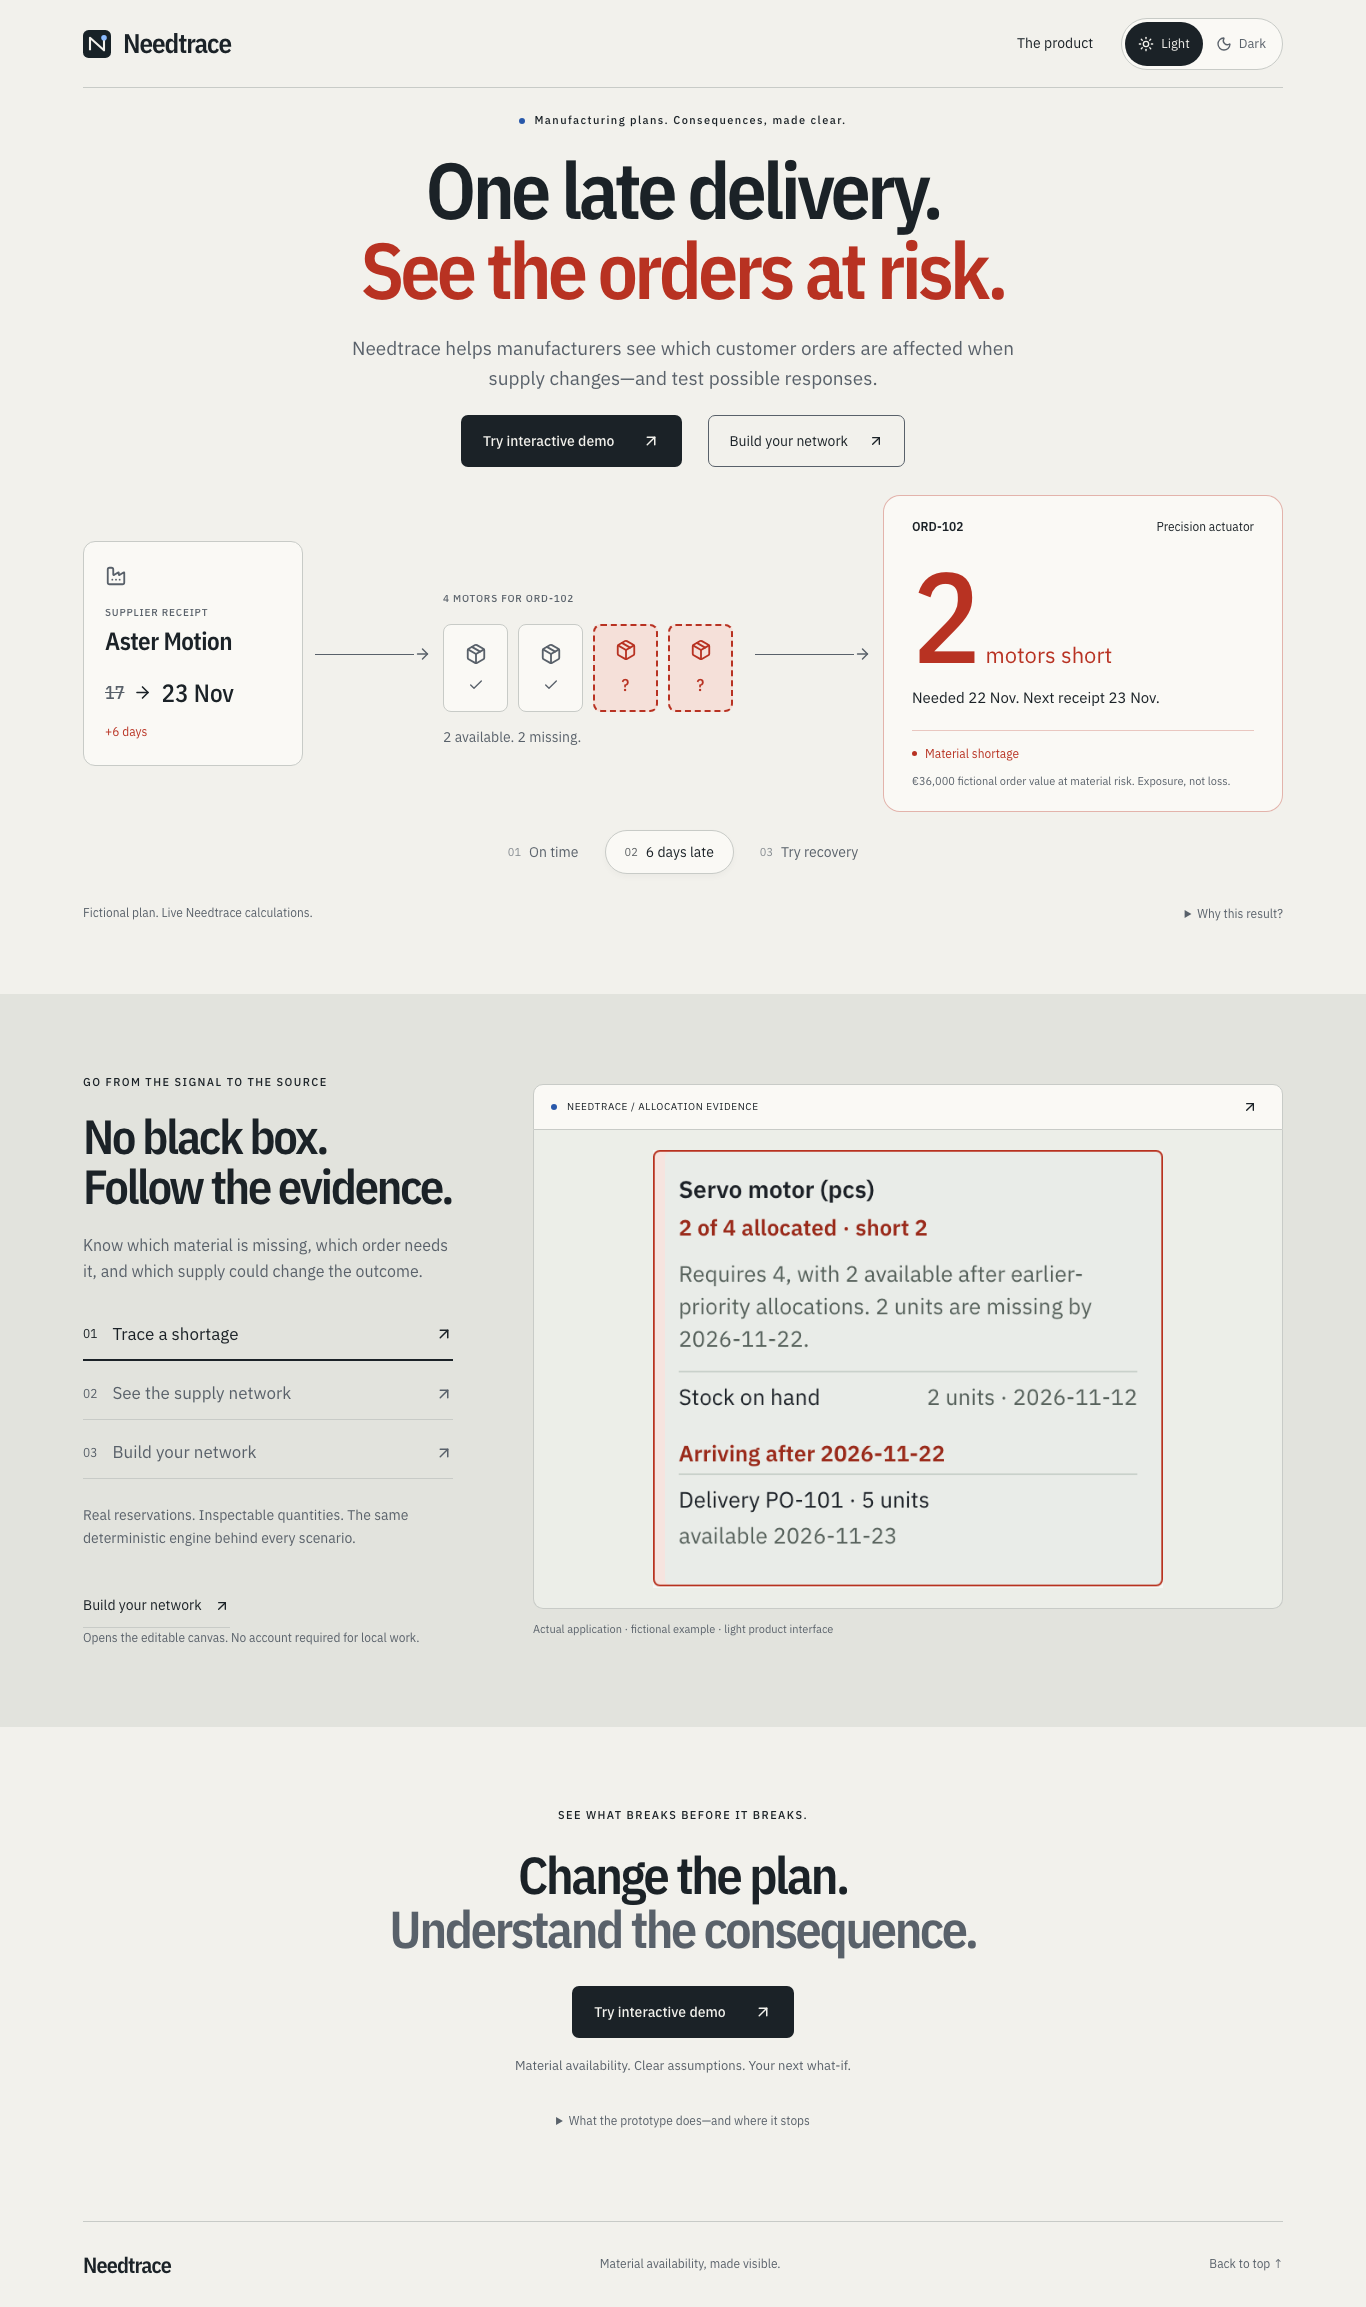 Needtrace
The product
Light
Dark
Manufacturing plans. Consequences, made clear.
One late delivery.
See the orders at risk.
Needtrace helps manufacturers see which customer orders are affected when
supply changes—and test possible responses.
Try interactive demo
Build your network
SUPPLIER RECEIPT
Aster Motion
17 → 23 Nov
+6 days
4 MOTORS FOR ORD-102
? ?
2 available. 2 missing.
ORD-102
Precision actuator
2 motors short
Needed 22 Nov. Next receipt 23 Nov.
Material shortage
€36,000 fictional order value at material risk. Exposure, not loss.
01 On time
02 6 days late
03 Try recovery
Fictional plan. Live Needtrace calculations.
Why this result?
GO FROM THE SIGNAL TO THE SOURCE
No black box.
Follow the evidence.
Know which material is missing, which order needs
it, and which supply could change the outcome.
01 Trace a shortage
02 See the supply network
03 Build your network
Real reservations. Inspectable quantities. The same
deterministic engine behind every scenario.
Build your network
Opens the editable canvas. No account required for local work.
NEEDTRACE / ALLOCATION EVIDENCE
Servo motor (pcs)
2 of 4 allocated · short 2
Requires 4, with 2 available after earlier-
priority allocations. 2 units are missing by
2026-11-22.
Stock on hand
2 units · 2026-11-12
Arriving after 2026-11-22
Delivery PO-101 · 5 units
available 2026-11-23
Actual application · fictional example · light product interface
SEE WHAT BREAKS BEFORE IT BREAKS.
Change the plan.
Understand the consequence.
Try interactive demo
Material availability. Clear assumptions. Your next what-if.
What the prototype does—and where it stops
Needtrace
Material availability, made visible.
Back to top ↑